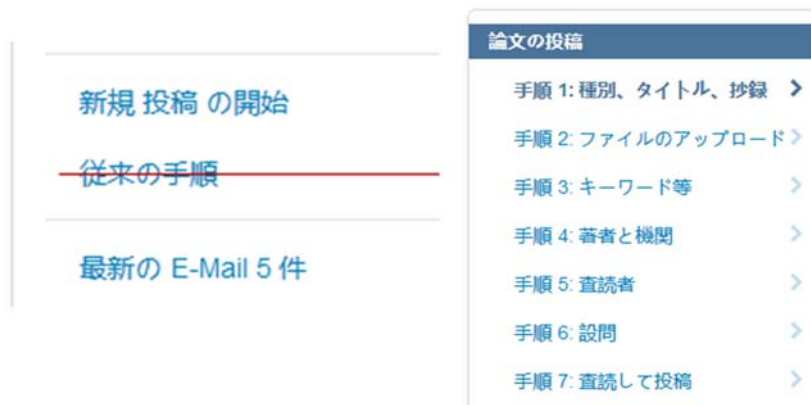 新規 投稿 の開始
従来の手順
最新の E-Mail 5 件
論文の投稿
手順 1: 種別、タイトル、抄録
手順 2: ファイルのアップロード
手順 3: キーワード等
手順 4: 著者と機関
手順 5: 査読者
手順 6: 設問
手順 7: 査読して投稿